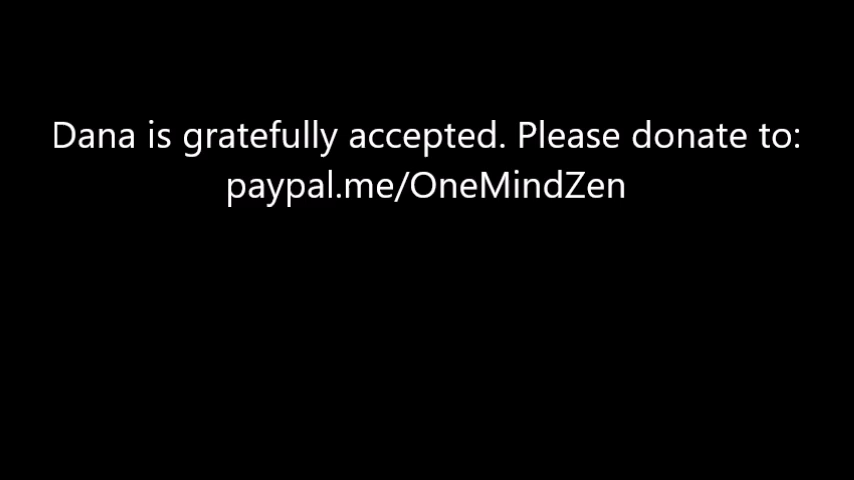 Dana is gratefully accepted. Please donate to:
paypal.me/OneMindZen